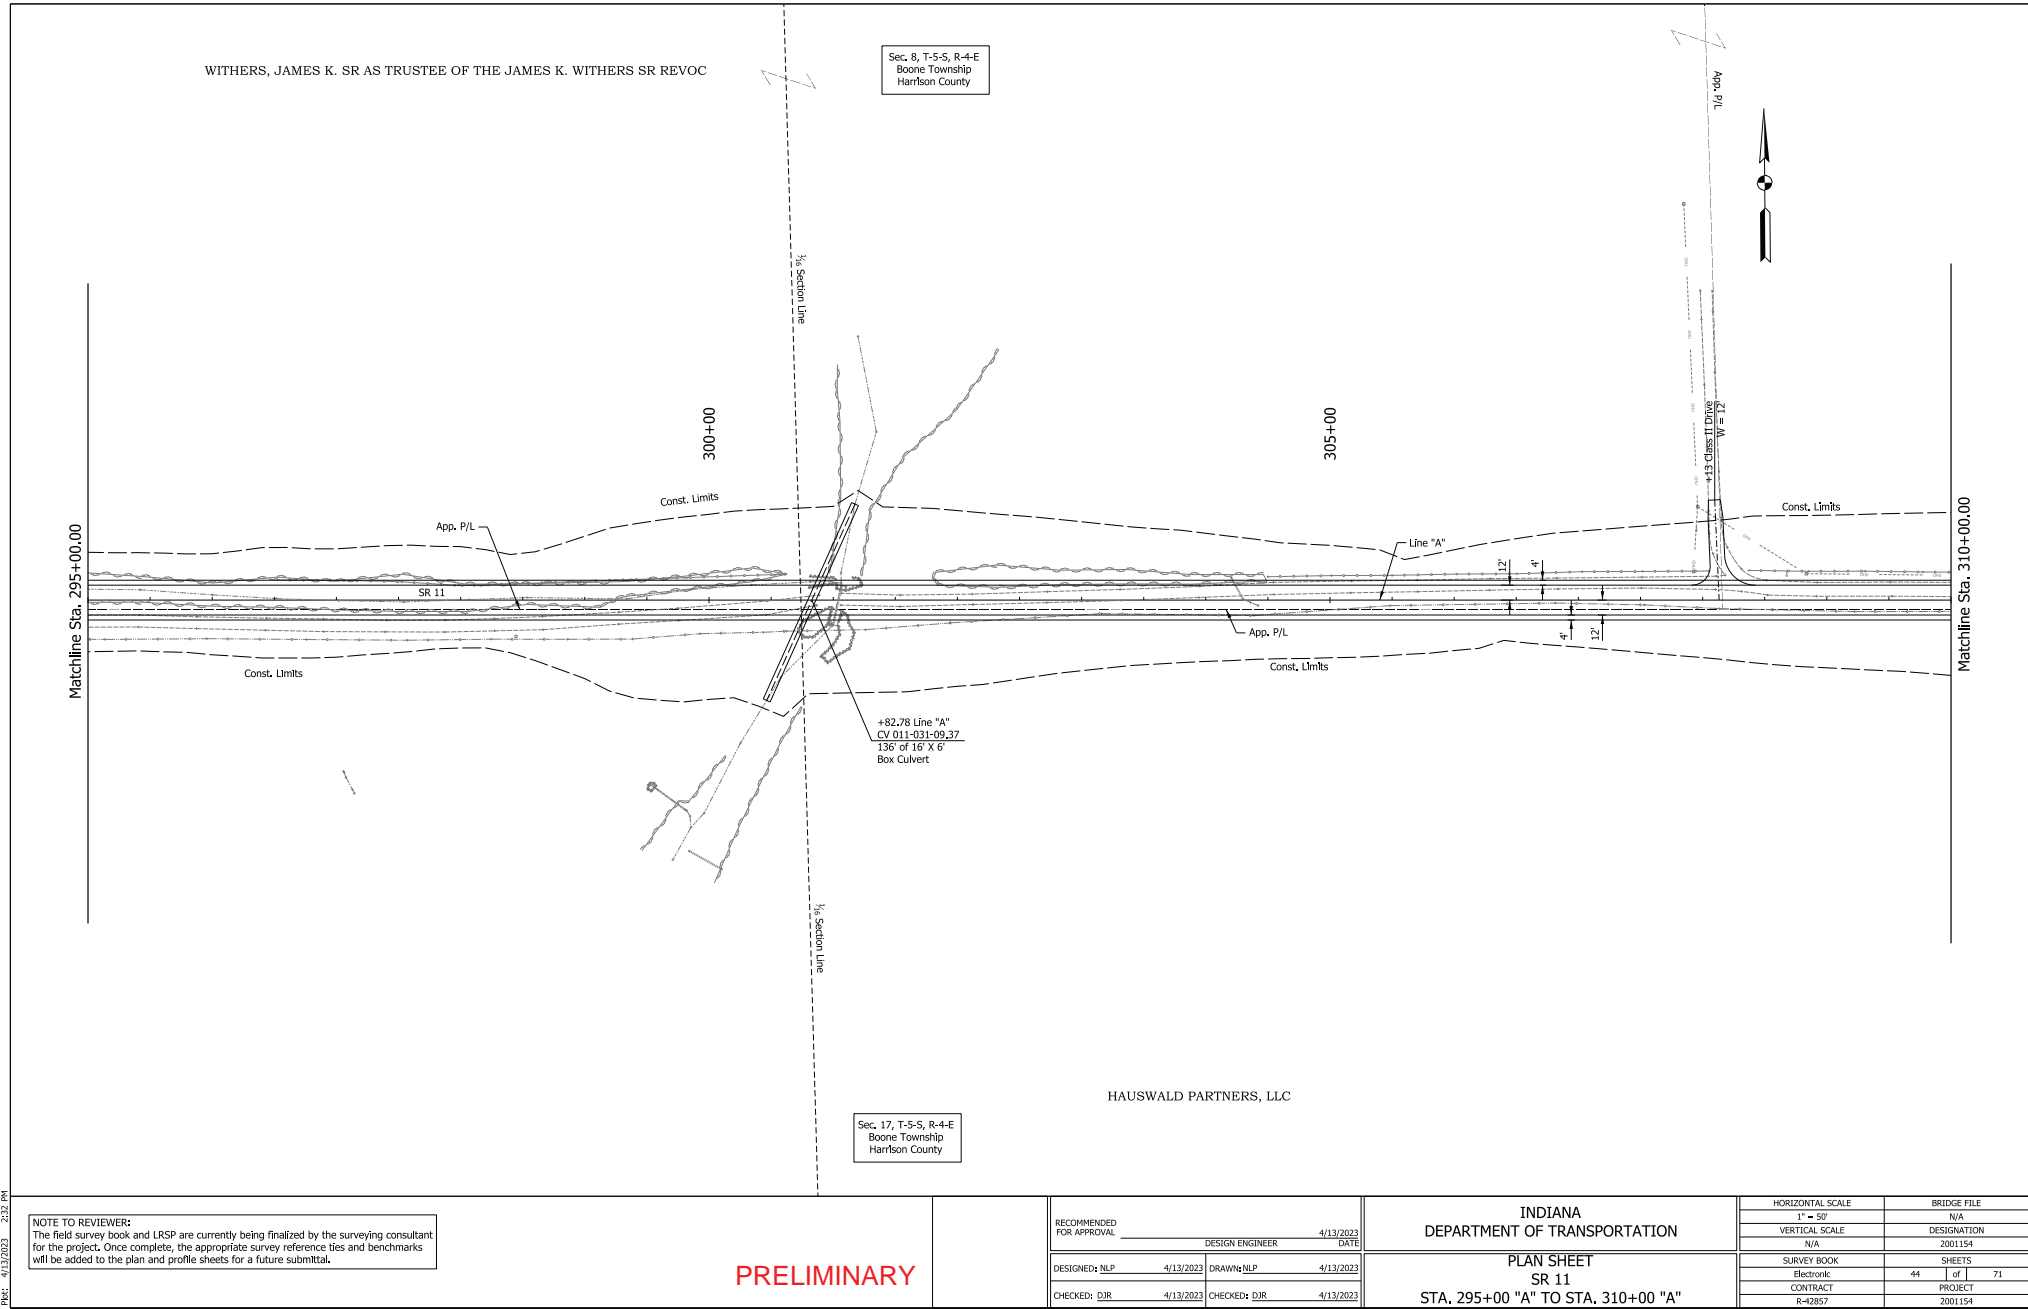 WITHERS, JAMES K. SR AS TRUSTEE OF THE JAMES K. WITHERS SR REVOC
Sec. 8, T-5-S, R-4-E
Boone Township
Harrison County
App. P/L
1/16 Section Line
300+00
305+00
+13 Class II Drive
W = 12'
Const. Limits
Const. Limits
App. P/L
Line "A"
12'
4'
SR 11
Matchline Sta. 295+00.00
Matchline Sta. 310+00.00
App. P/L
4'
12'
Const. Limits
Const. Limits
+82.78 Line "A"
CV 011-031-09.37
136' of 16' X 6'
Box Culvert
1/16 Section Line
HAUSWALD PARTNERS, LLC
Sec. 17, T-5-S, R-4-E
Boone Township
Harrison County
Plot: 4/13/2023 2:32 PM
NOTE TO REVIEWER:
The field survey book and LRSP are currently being finalized by the surveying consultant
for the project. Once complete, the appropriate survey reference ties and benchmarks
will be added to the plan and profile sheets for a future submittal.
PRELIMINARY
RECOMMENDED
FOR APPROVAL
4/13/2023
DESIGN ENGINEER DATE
DESIGNED: NLP 4/13/2023 DRAWN: NLP 4/13/2023
CHECKED: DJR 4/13/2023 CHECKED: DJR 4/13/2023
INDIANA
DEPARTMENT OF TRANSPORTATION
PLAN SHEET
SR 11
STA. 295+00 "A" TO STA. 310+00 "A"
HORIZONTAL SCALE BRIDGE FILE
1" = 50' N/A
VERTICAL SCALE DESIGNATION
N/A 2001154
SURVEY BOOK SHEETS
Electronic 44 of 71
CONTRACT PROJECT
R-42857 2001154